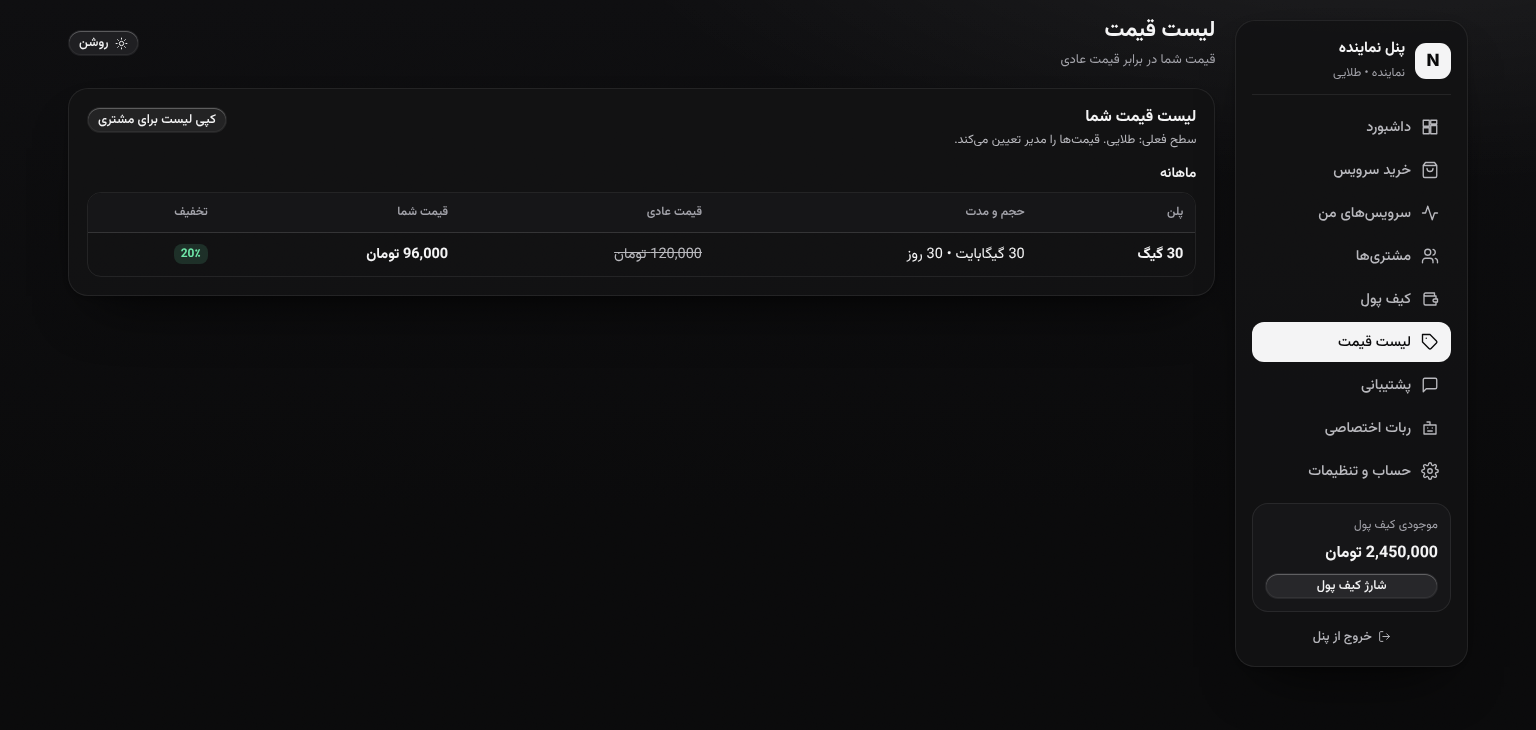 N
پنل نماینده
نماینده • طلایی
داشبورد
خرید سرویس
سرویس‌های من
مشتری‌ها
کیف پول
لیست قیمت
پشتیبانی
ربات اختصاصی
حساب و تنظیمات
موجودی کیف پول
2,450,000 تومان
شارژ کیف پول
خروج از پنل
لیست قیمت
قیمت شما در برابر قیمت عادی
روشن
لیست قیمت شما
سطح فعلی: طلایی. قیمت‌ها را مدیر تعیین می‌کند.
کپی لیست برای مشتری
ماهانه
پلن حجم و مدت قیمت عادی قیمت شما تخفیف
30 گیگ 30 گیگابایت • 30 روز 120,000 تومان 96,000 تومان 20٪